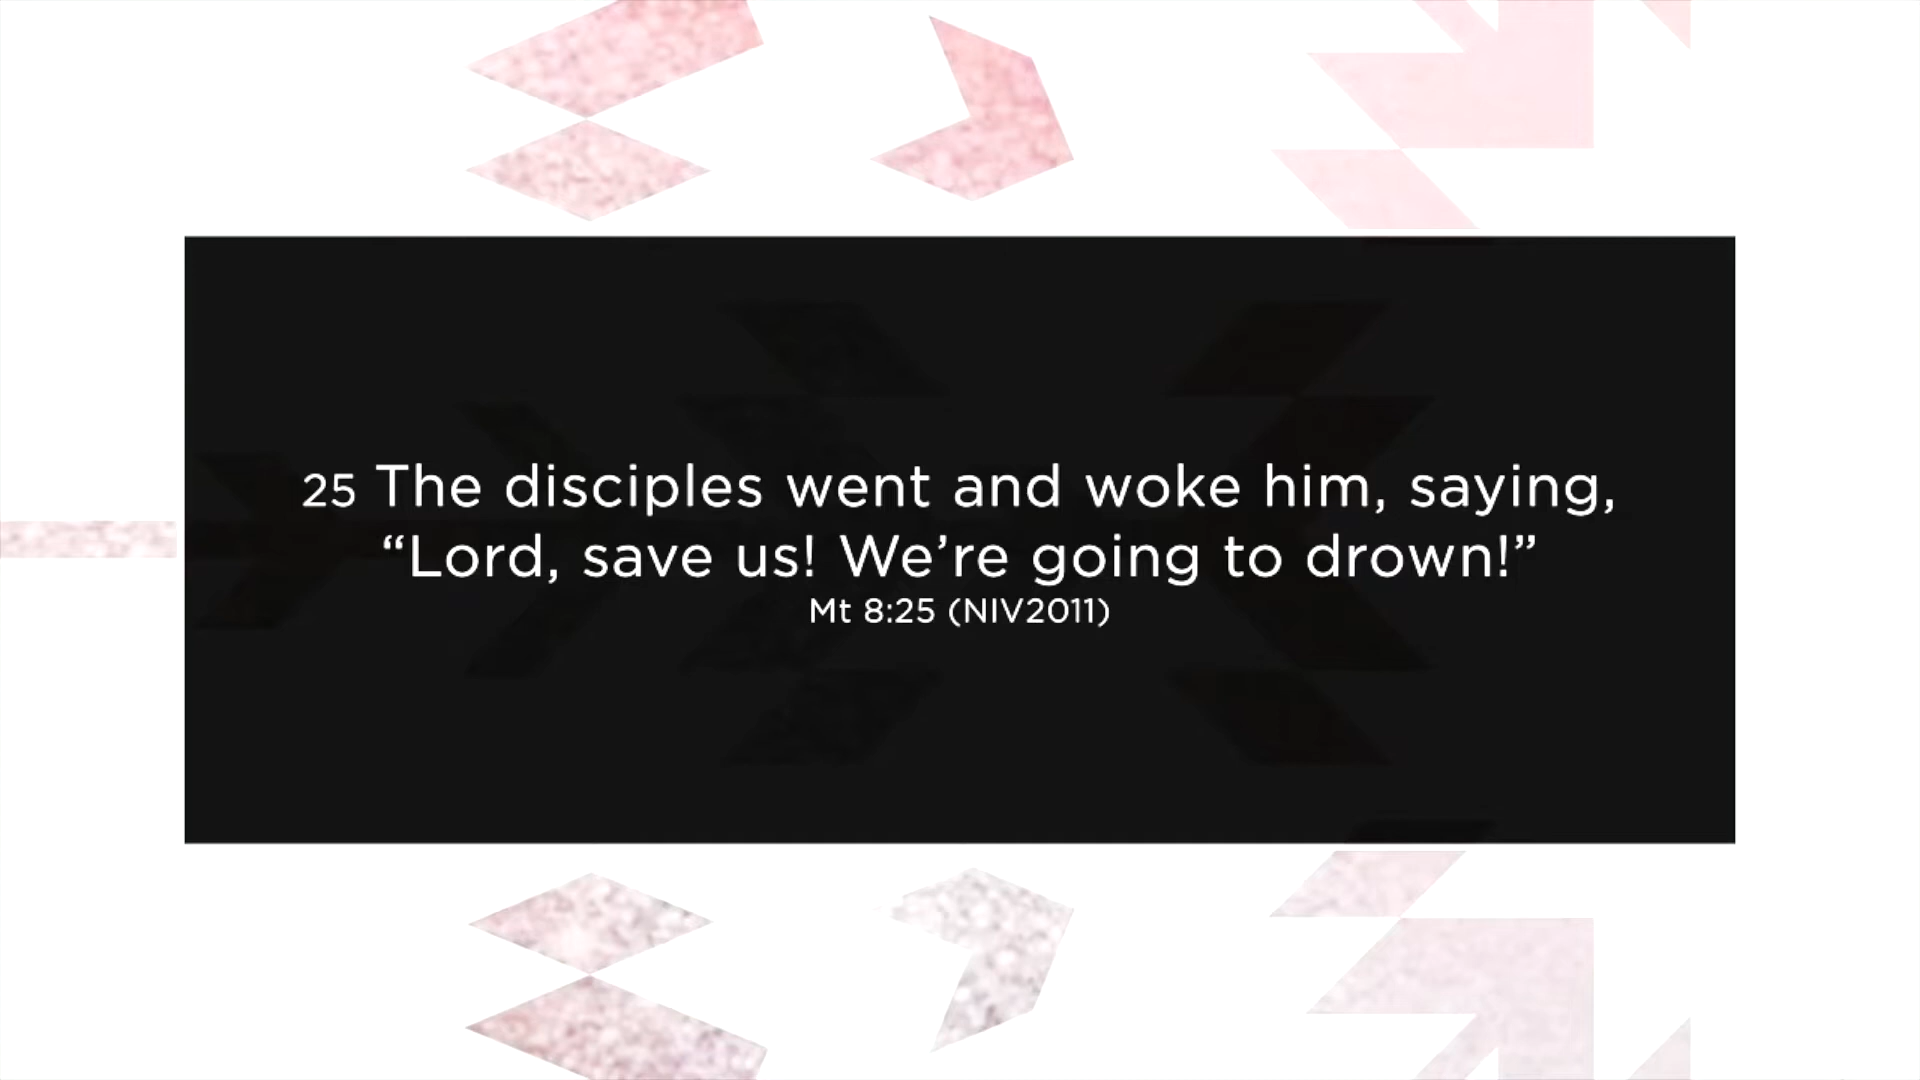 25 The disciples went and woke him, saying,
“Lord, save us! We’re going to drown!”
Mt 8:25 (NIV2011)